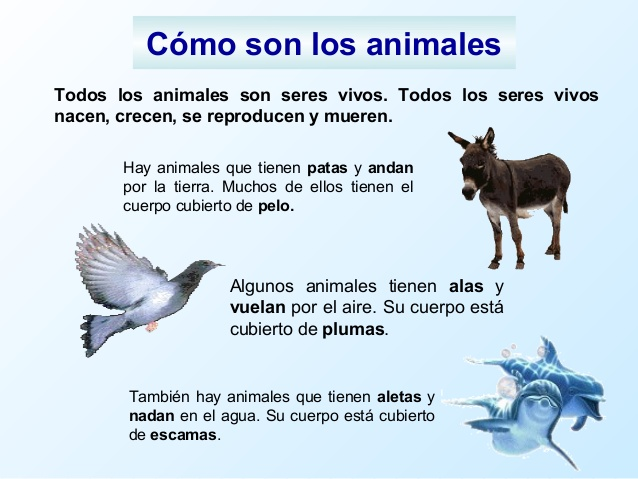 Cómo son los animales
Todos los animales son seres vivos. Todos los seres vivos
nacen, crecen, se reproducen y mueren.
Hay animales que tienen patas y andan
por la tierra. Muchos de ellos tienen el
cuerpo cubierto de pelo.
Algunos animales tienen alas y
vuelan por el aire. Su cuerpo está
cubierto de plumas.
También hay animales que tienen aletas y
nadan en el agua. Su cuerpo está cubierto
de escamas.